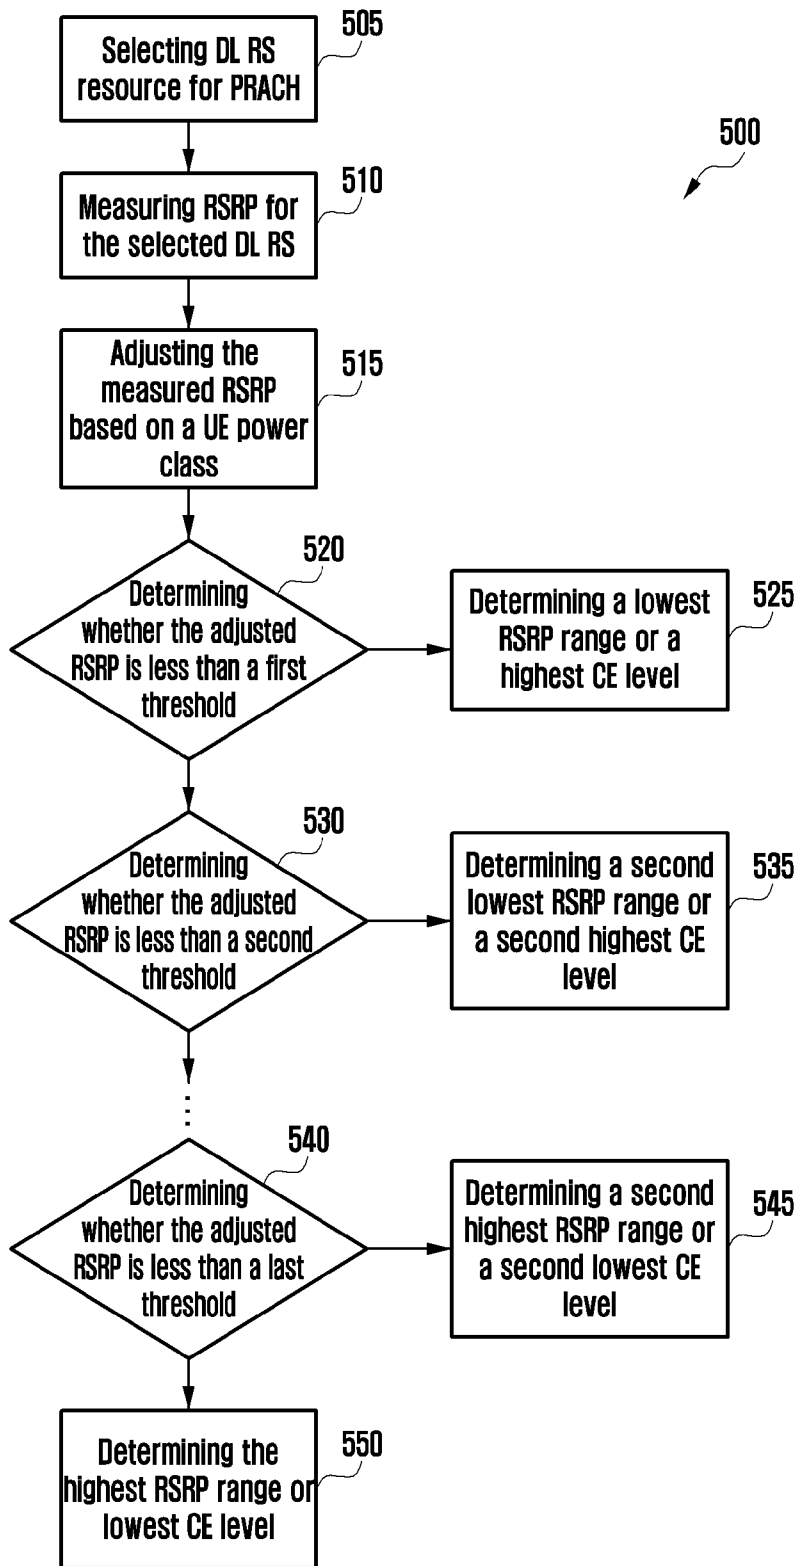 505
Selecting DL RS
resource for PRACH
500
510
Measuring RSRP for
the selected DL RS
515
Adjusting the
measured RSRP
based on a UE power
class
520
Determining
whether the adjusted
RSRP is less than a first
threshold
525
Determining a lowest
RSRP range or a
highest CE level
530
Determining
whether the adjusted
RSRP is less than a second
threshold
535
Determining a second
lowest RSRP range or
a second highest CE
level
540
Determining
whether the adjusted
RSRP is less than a last
threshold
545
Determining a second
highest RSRP range or
a second lowest CE
level
550
Determining the
highest RSRP range or
lowest CE level